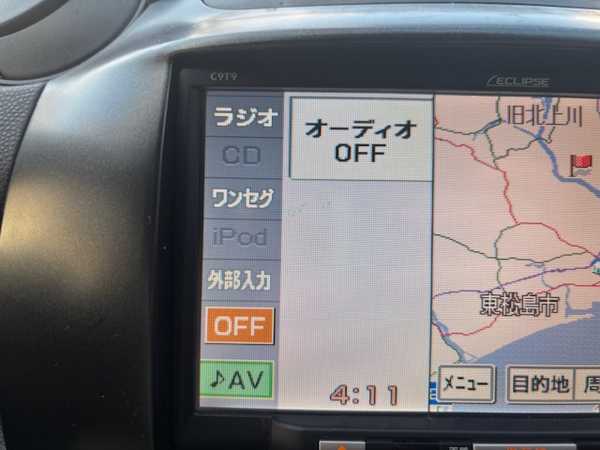 C9T9
ECLIPSE
ラジオ
CD
ワンセグ
iPod
外部入力
OFF
♪AV
オーディオ
OFF
4:11
旧北上川
東松島市
メニュー
目的地
周